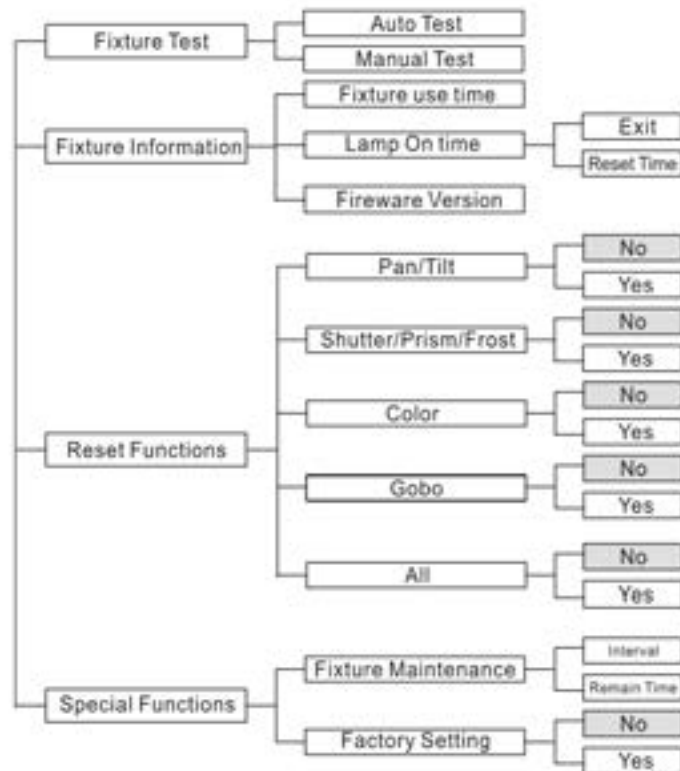 Fixture Test
Auto Test
Manual Test
Fixture Information
Fixture use time
Lamp On time
Exit
Reset Time
Fireware Version
Reset Functions
Pan/Tilt
No
Yes
Shutter/Prism/Frost
No
Yes
Color
No
Yes
Gobo
No
Yes
All
No
Yes
Special Functions
Fixture Maintenance
Interval
Remain Time
Factory Setting
No
Yes